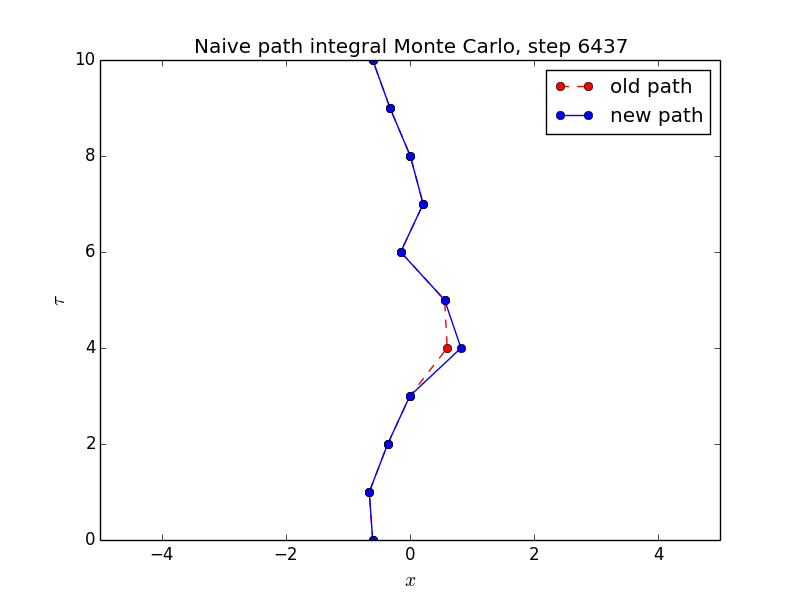 Naive path integral Monte Carlo, step 6437
old path
new path
10
8
6
4
2
0
τ
−4 −2 0 2 4
x